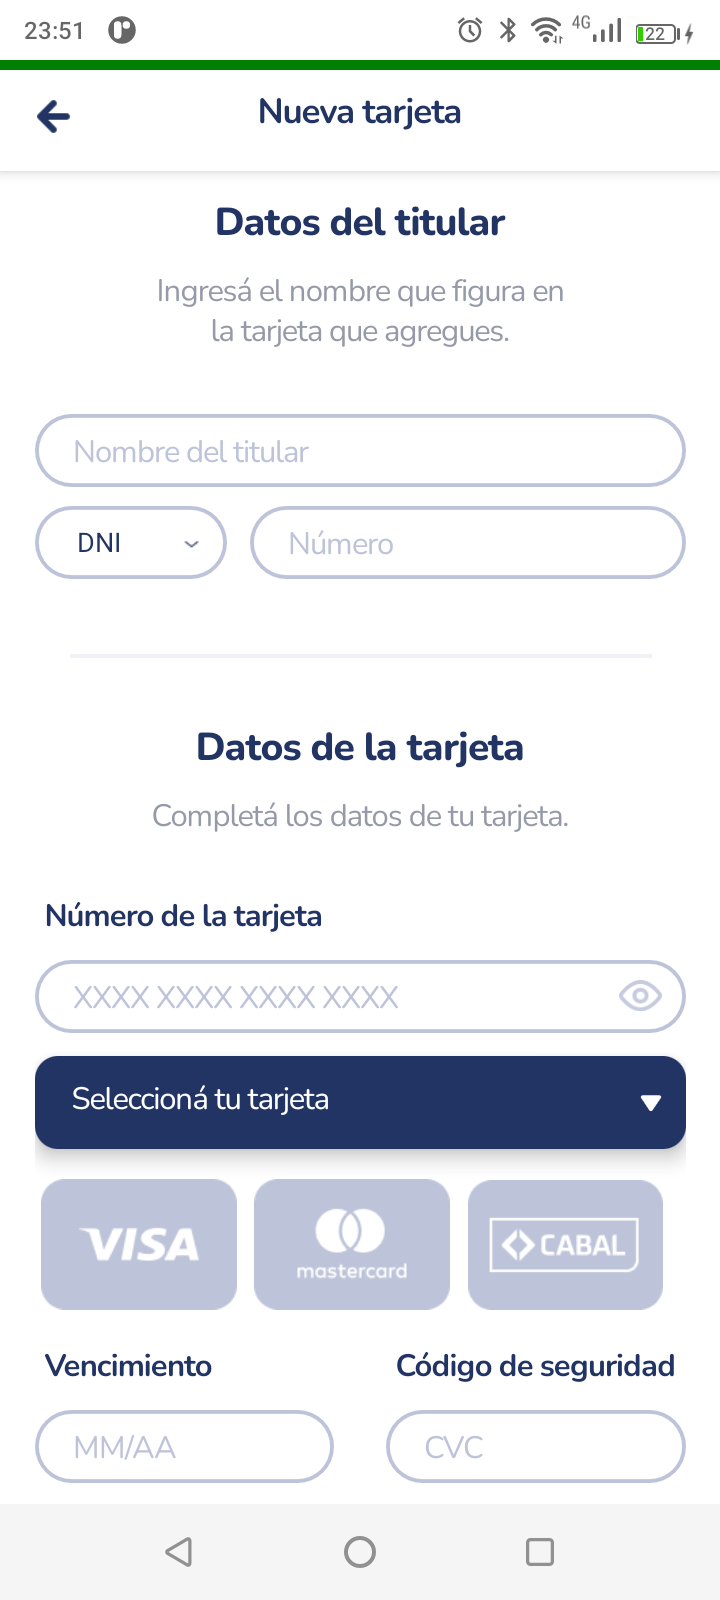 23:51
4G
22
Nueva tarjeta
Datos del titular
Ingresá el nombre que figura en
la tarjeta que agregues.
Nombre del titular
DNI
Número
Datos de la tarjeta
Completá los datos de tu tarjeta.
Número de la tarjeta
XXXX XXXX XXXX XXXX
Seleccioná tu tarjeta
VISA
mastercard
CABAL
Vencimiento
Código de seguridad
MM/AA
CVC